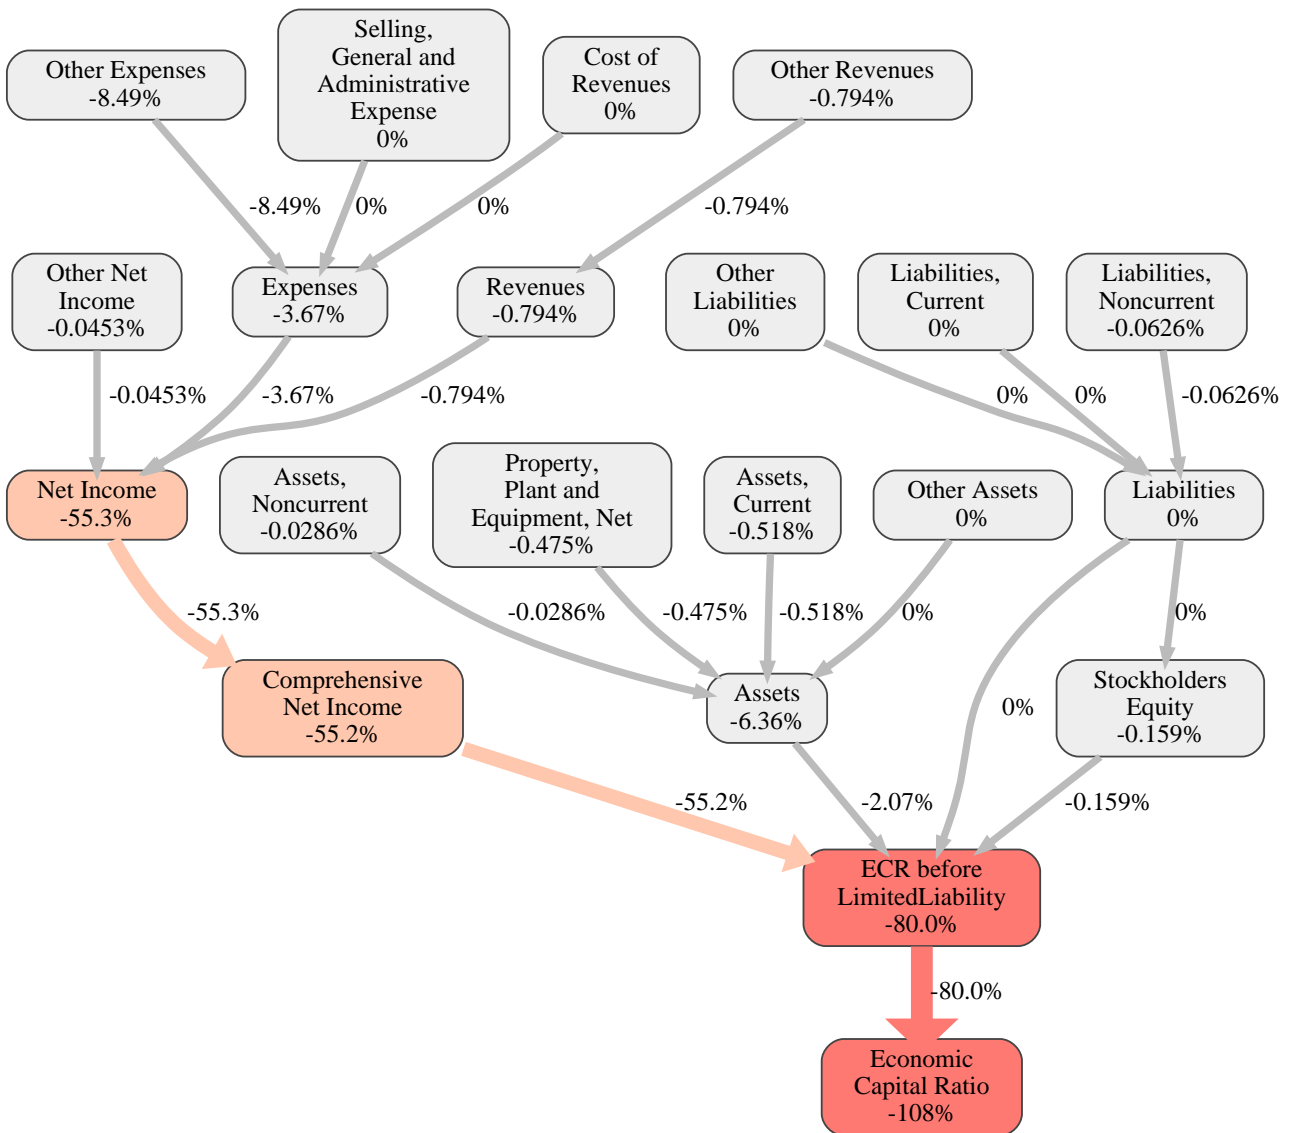 Other Expenses
-8.49%
Selling,
General and
Administrative
Expense
0%
Cost of
Revenues
0%
Other Revenues
-0.794%
-8.49%
0%
0%
-0.794%
Other Net
Income
-0.0453%
Expenses
-3.67%
Revenues
-0.794%
Other
Liabilities
0%
Liabilities,
Current
0%
Liabilities,
Noncurrent
-0.0626%
-0.0453%
-3.67%
-0.794%
0%
0%
-0.0626%
Net Income
-55.3%
Assets,
Noncurrent
-0.0286%
Property,
Plant and
Equipment, Net
-0.475%
Assets,
Current
-0.518%
Other Assets
0%
Liabilities
0%
-55.3%
-0.0286%
-0.475%
-0.518%
0%
0%
Comprehensive
Net Income
-55.2%
Assets
-6.36%
0%
Stockholders
Equity
-0.159%
-55.2%
-2.07%
-0.159%
ECR before
LimitedLiability
-80.0%
-80.0%
Economic
Capital Ratio
-108%